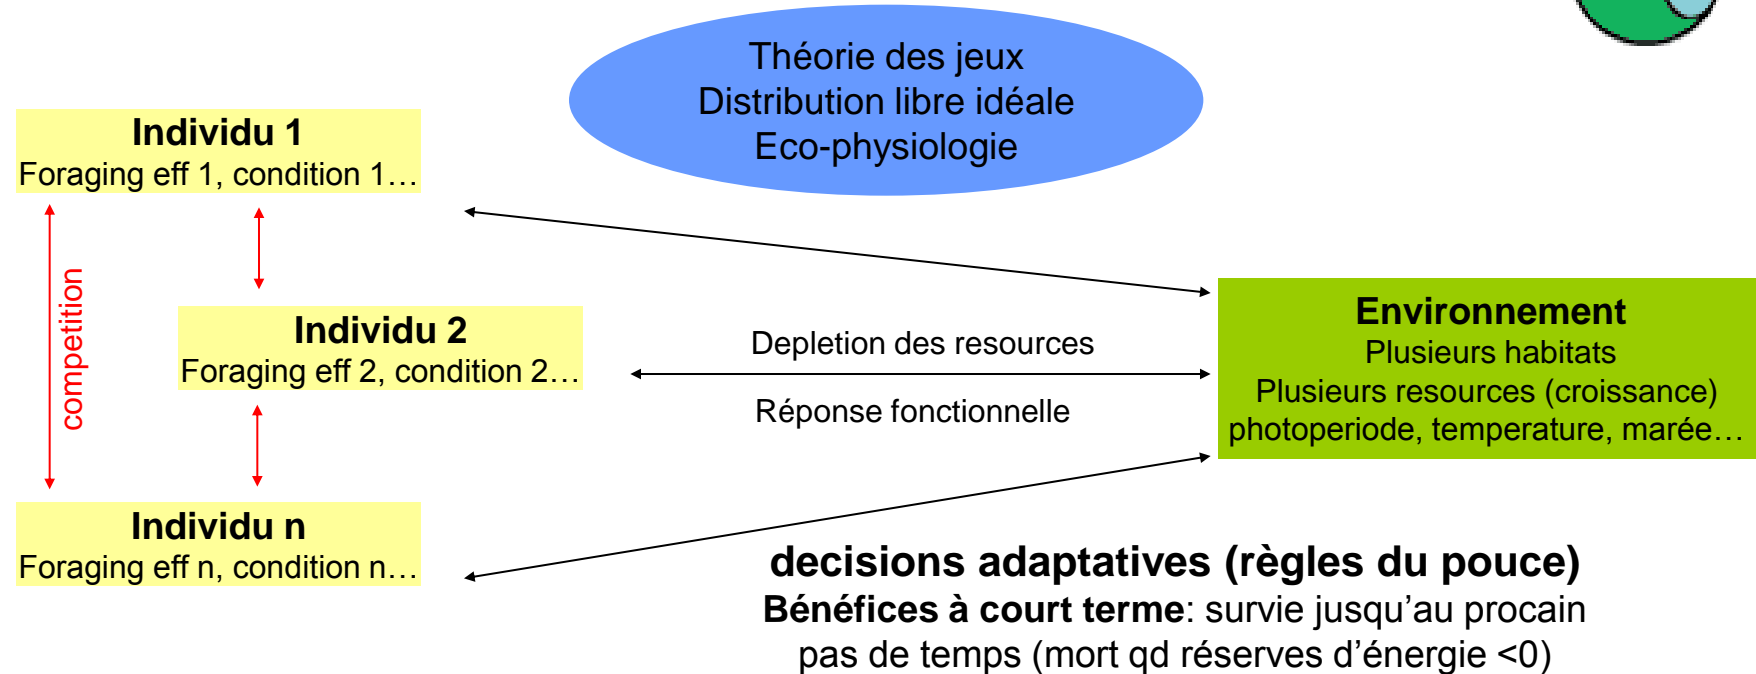 Théorie des jeux
Distribution libre idéale
Eco-physiologie
Individu 1
Foraging eff 1, condition 1…
competition
Individu 2
Foraging eff 2, condition 2…
Depletion des resources
Réponse fonctionnelle
Environnement
Plusieurs habitats
Plusieurs resources (croissance)
photoperiode, temperature, marée…
Individu n
Foraging eff n, condition n…
decisions adaptatives (règles du pouce)
Bénéfices à court terme: survie jusqu’au procain
pas de temps (mort qd réserves d’énergie <0)